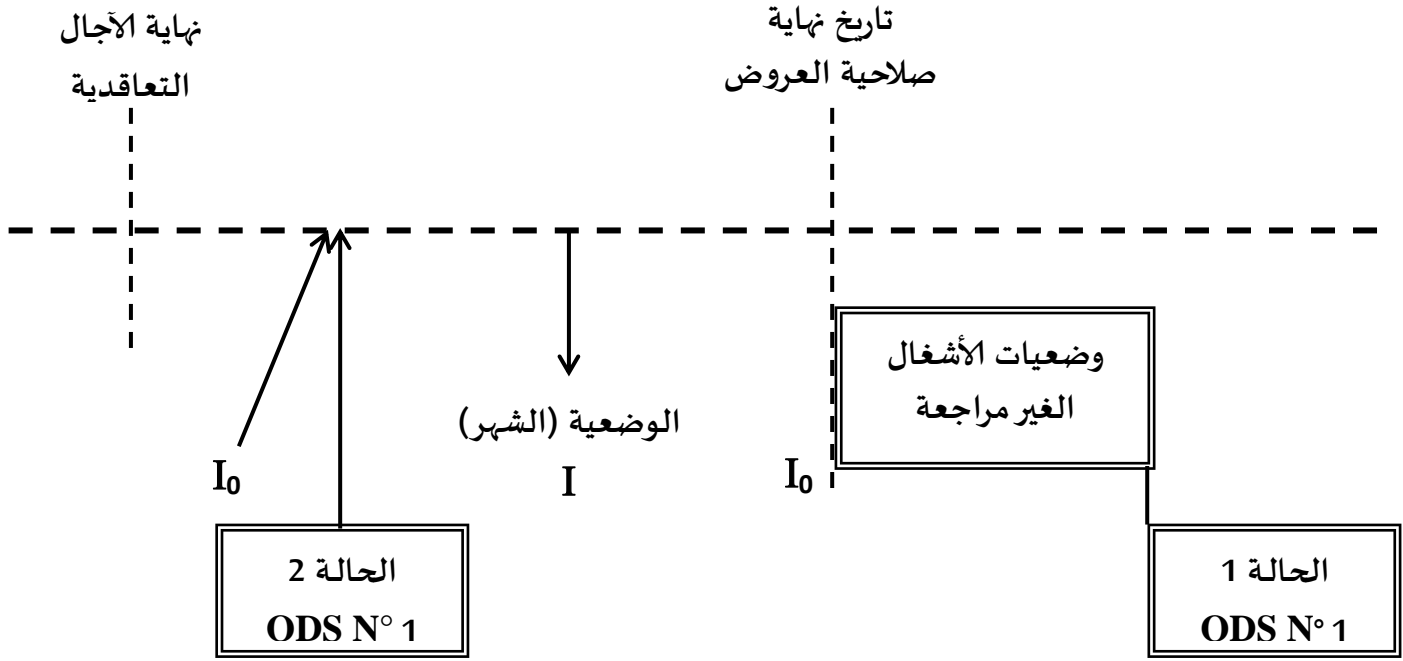 تاريخ نهاية
صلاحية العروض
نهاية الآجال
التعاقدية
وضعيات الأشغال
الغير مراجعة
الوضعية (الشهر)
I₀
I
I₀
الحالة 1
ODS N° 1
الحالة 2
ODS N° 1